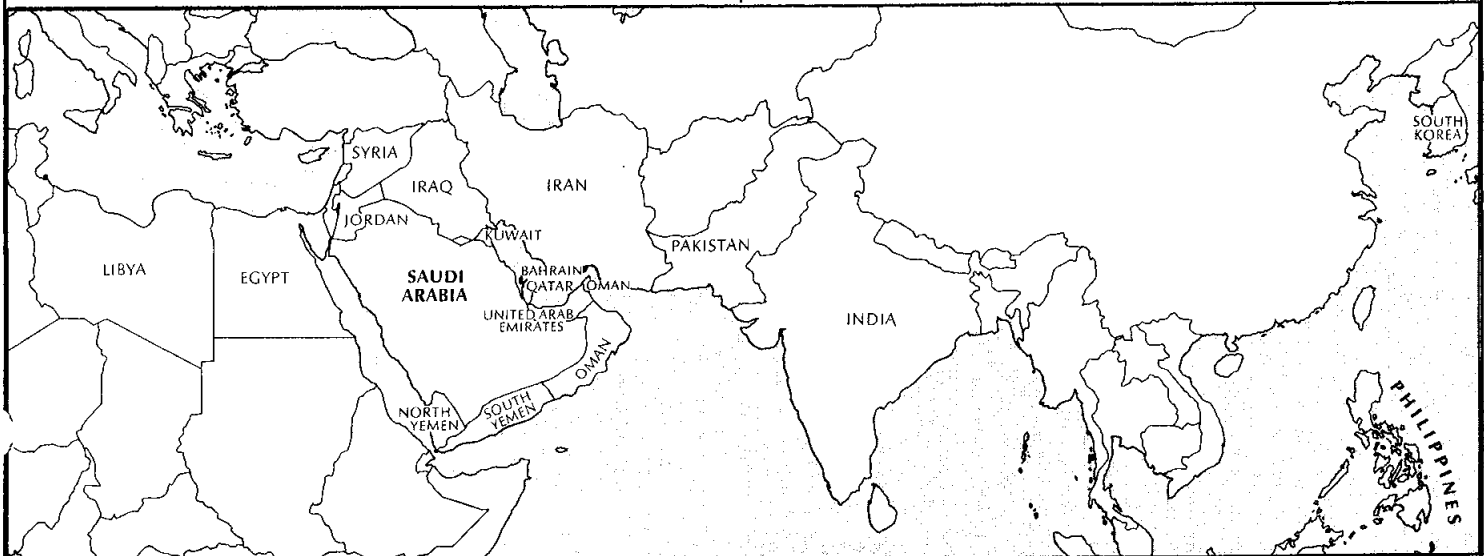 SOUTH
KOREA
SYRIA
IRAQ
IRAN
JORDAN
KUWAIT
PAKISTAN
LIBYA
EGYPT
SAUDI
ARABIA
BAHRAIN
QATAR
OMAN
UNITED ARAB
EMIRATES
INDIA
OMAN
NORTH
YEMEN
SOUTH
YEMEN
PHILIPPINES